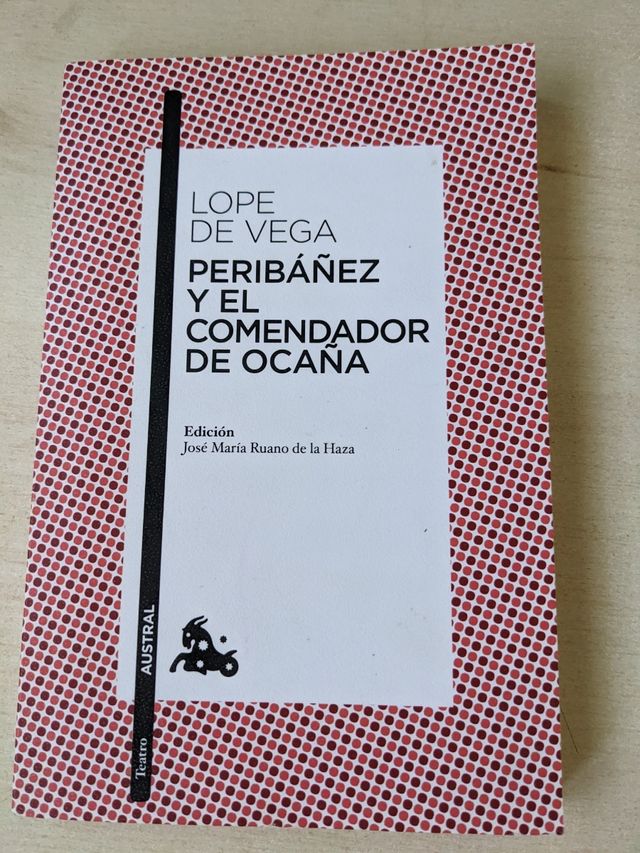 LOPE
DE VEGA
PERIBÁÑEZ
Y EL
COMENDADOR
DE OCAÑA
Edición
José María Ruano de la Haza
AUSTRAL
Teatro